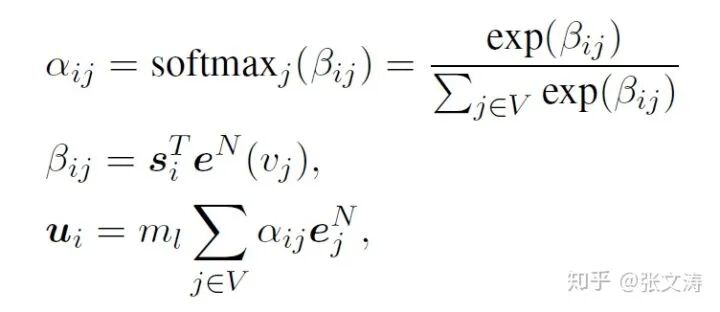 α_{ij} = softmax_j(β_{ij}) = \frac{exp(β_{ij})}{∑_{j∈V} exp(β_{ij})}
β_{ij} = s_i^T e^N(v_j),
u_i = m_l ∑_{j∈V} α_{ij} e_j^N,
知乎 @张文涛